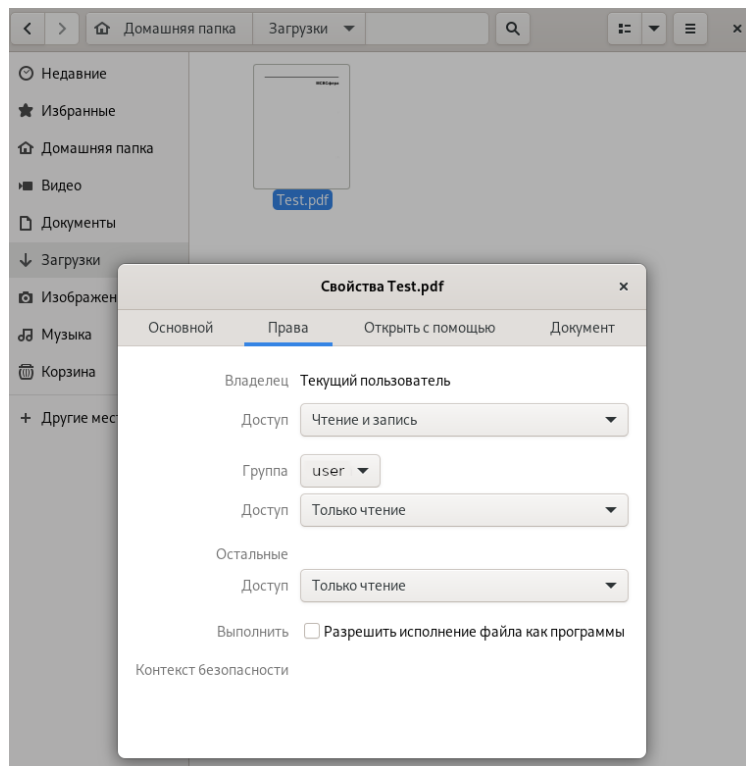 Домашняя папка Загрузки
Недавние
Избранные
Домашняя папка
Видео
Документы
Загрузки
Изображен
Музыка
Корзина
+ Другие мест
Test.pdf
Свойства Test.pdf
Основной Права Открыть с помощью Документ
Владелец Текущий пользователь
Доступ Чтение и запись
Группа user
Доступ Только чтение
Остальные
Доступ Только чтение
Выполнить Разрешить исполнение файла как программы
Контекст безопасности